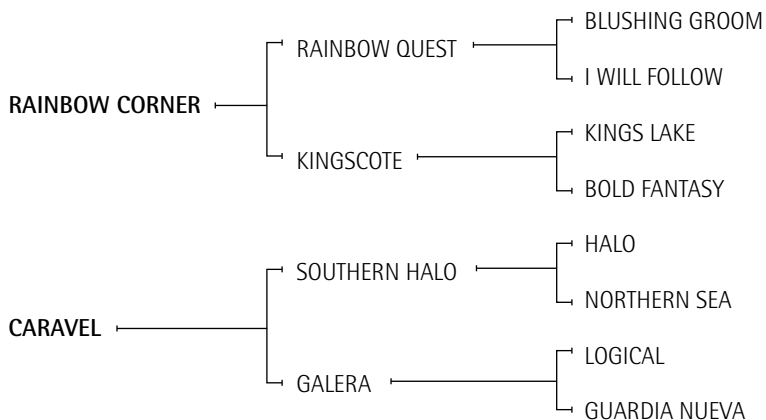 BLUSHING GROOM
RAINBOW QUEST
I WILL FOLLOW
RAINBOW CORNER
KINGS LAKE
KINGSCOTE
BOLD FANTASY
HALO
SOUTHERN HALO
NORTHERN SEA
CARAVEL
LOGICAL
GALERA
GUARDIA NUEVA